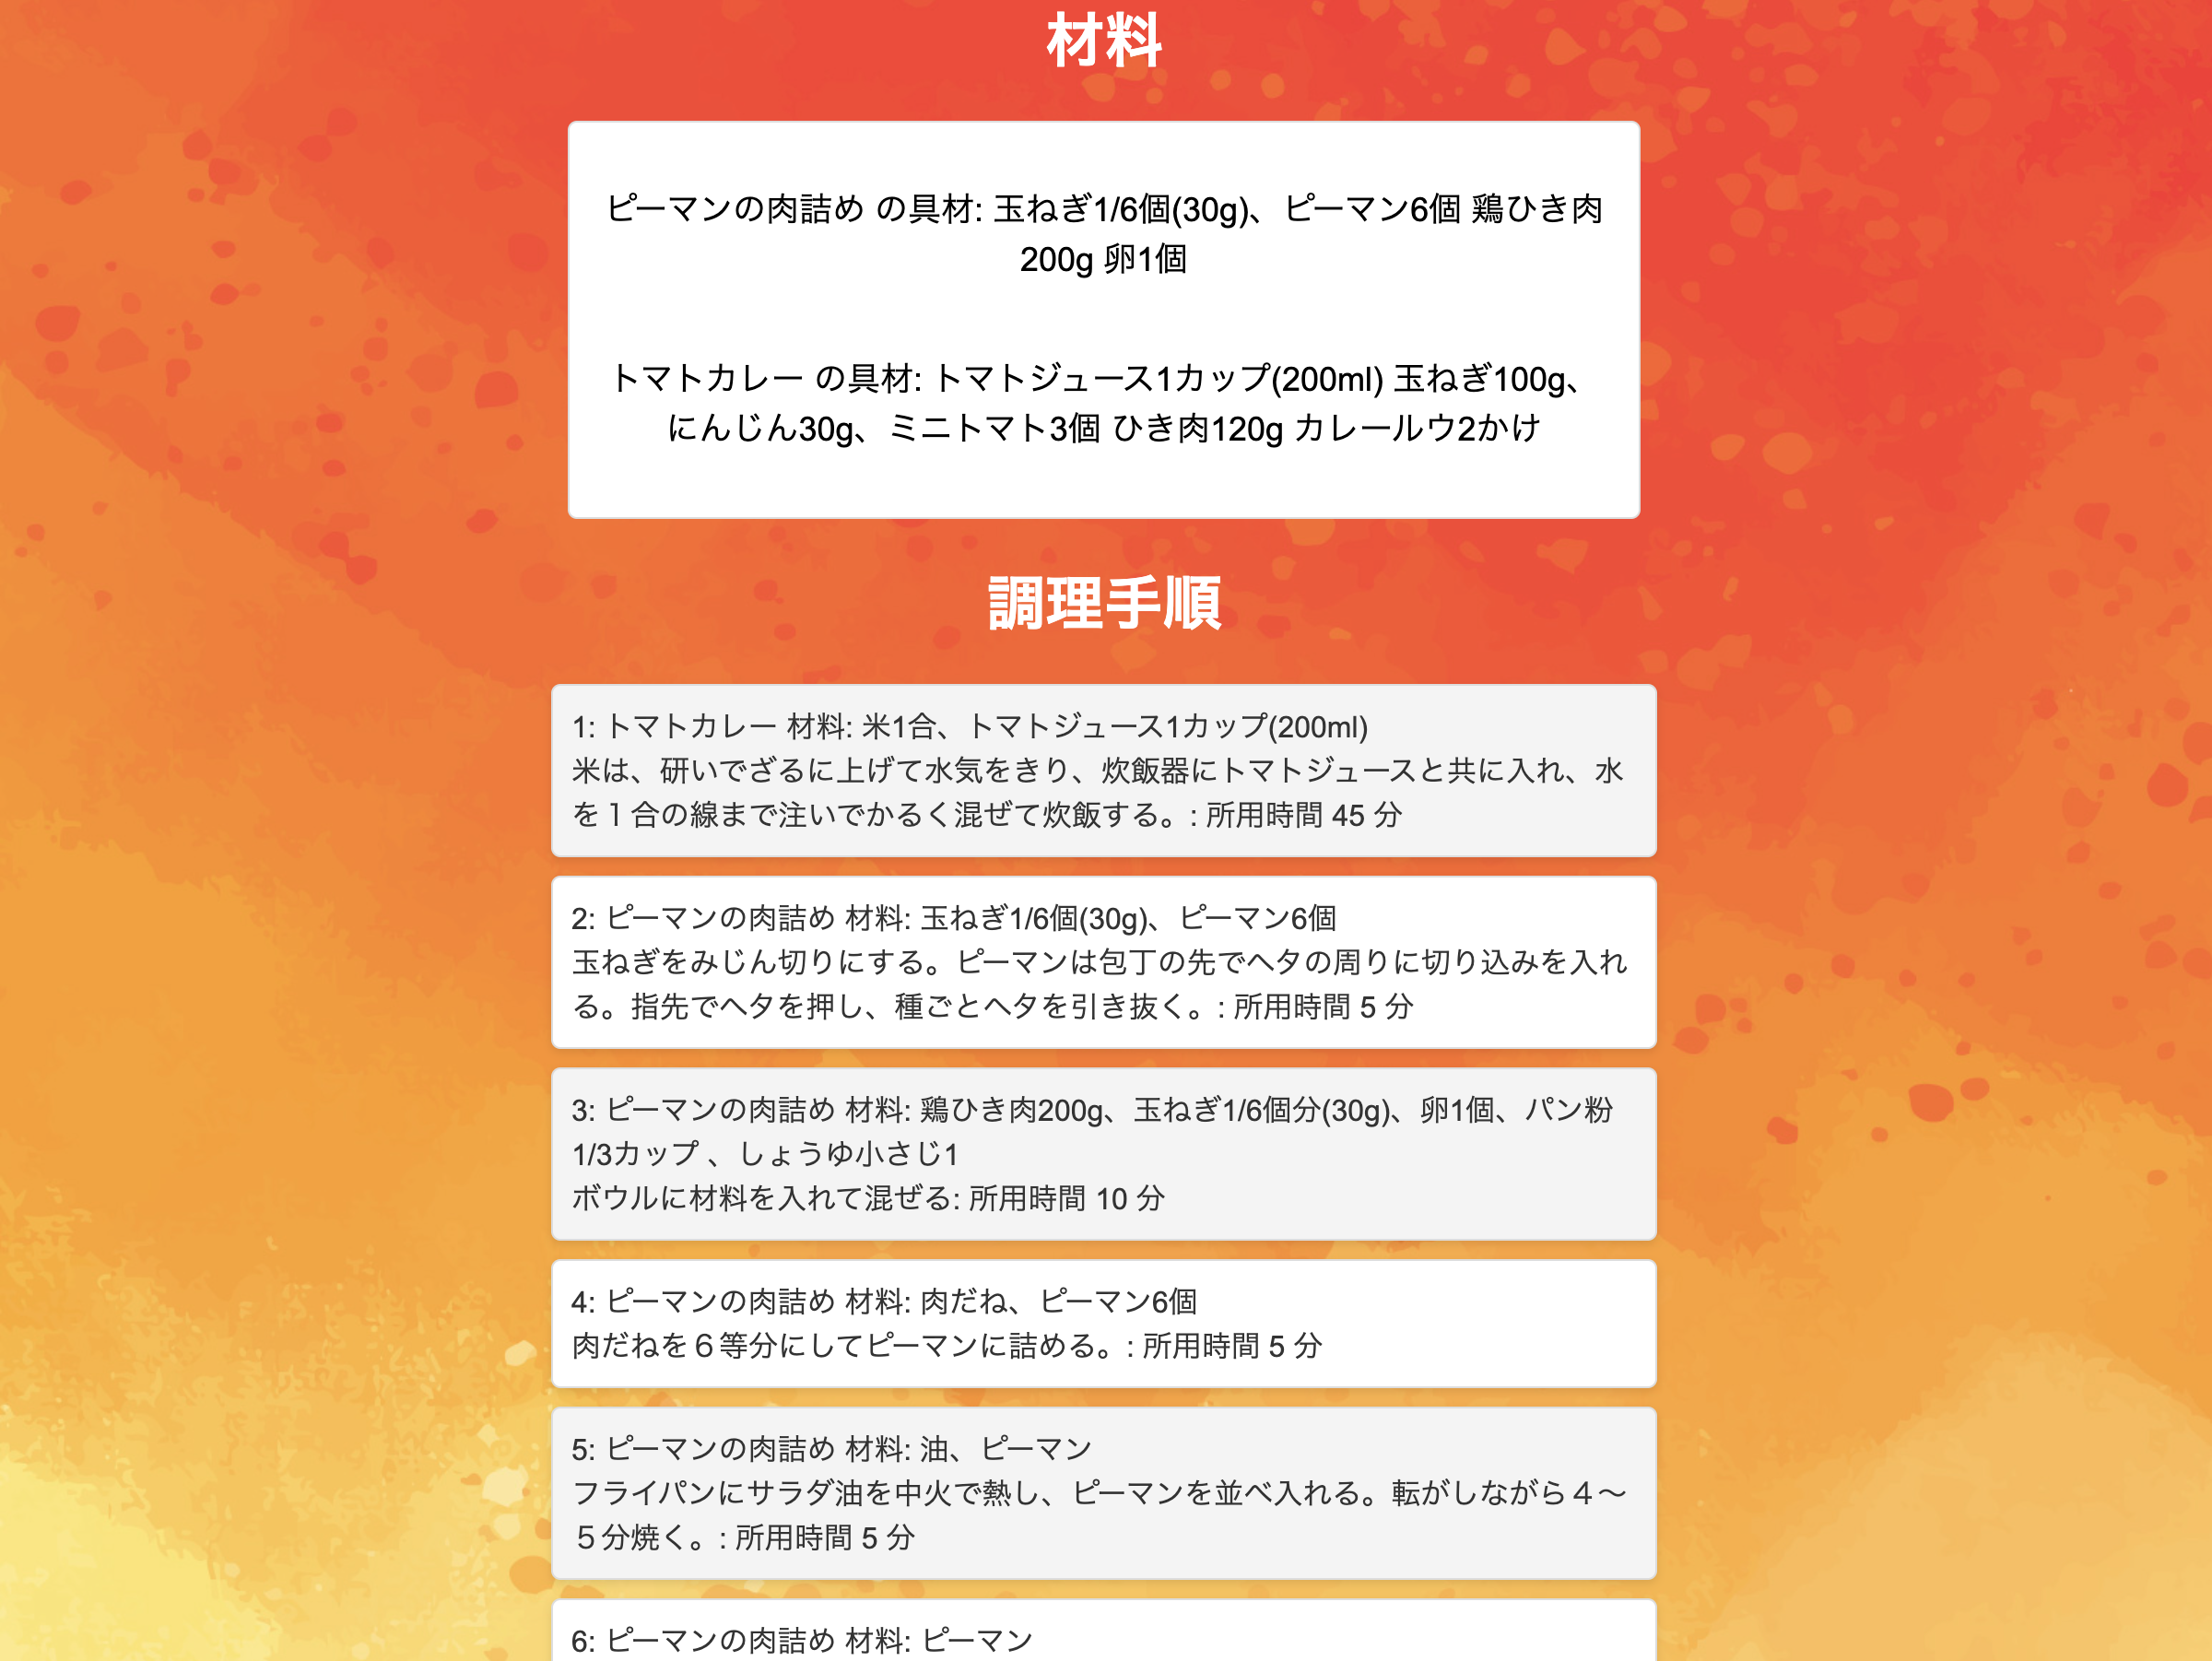 材料
ピーマンの肉詰め の具材: 玉ねぎ1/6個(30g)、ピーマン6個 鶏ひき肉
200g 卵1個
トマトカレー の具材: トマトジュース1カップ(200ml) 玉ねぎ100g、
にんじん30g、ミニトマト3個 ひき肉120g カレールウ2かけ
調理手順
1: トマトカレー 材料: 米1合、トマトジュース1カップ(200ml)
米は、研いでざるに上げて水気をきり、炊飯器にトマトジュースと共に入れ、水
を１合の線まで注いでかるく混ぜて炊飯する。: 所用時間 45 分
2: ピーマンの肉詰め 材料: 玉ねぎ1/6個(30g)、ピーマン6個
玉ねぎをみじん切りにする。ピーマンは包丁の先でヘタの周りに切り込みを入れ
る。指先でヘタを押し、種ごとヘタを引き抜く。: 所用時間 5 分
3: ピーマンの肉詰め 材料: 鶏ひき肉200g、玉ねぎ1/6個分(30g)、卵1個、パン粉
1/3カップ 、しょうゆ小さじ1
ボウルに材料を入れて混ぜる: 所用時間 10 分
4: ピーマンの肉詰め 材料: 肉だね、ピーマン6個
肉だねを６等分にしてピーマンに詰める。: 所用時間 5 分
5: ピーマンの肉詰め 材料: 油、ピーマン
フライパンにサラダ油を中火で熱し、ピーマンを並べ入れる。転がしながら４〜
５分焼く。: 所用時間 5 分
6: ピーマンの肉詰め 材料: ピーマン